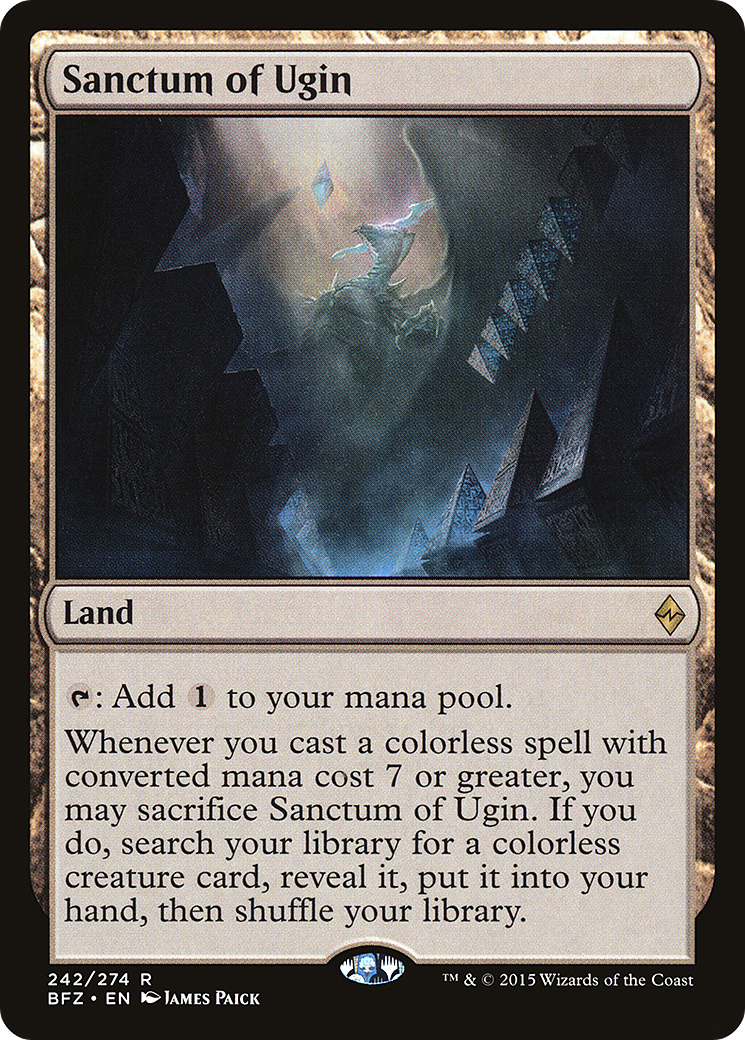 Sanctum of Ugin
Land
: Add 1 to your mana pool.
Whenever you cast a colorless spell with
converted mana cost 7 or greater, you
may sacrifice Sanctum of Ugin. If you
do, search your library for a colorless
creature card, reveal it, put it into your
hand, then shuffle your library.
242/274 R
BFZ • EN JAMES PAICK
™ & © 2015 Wizards of the Coast